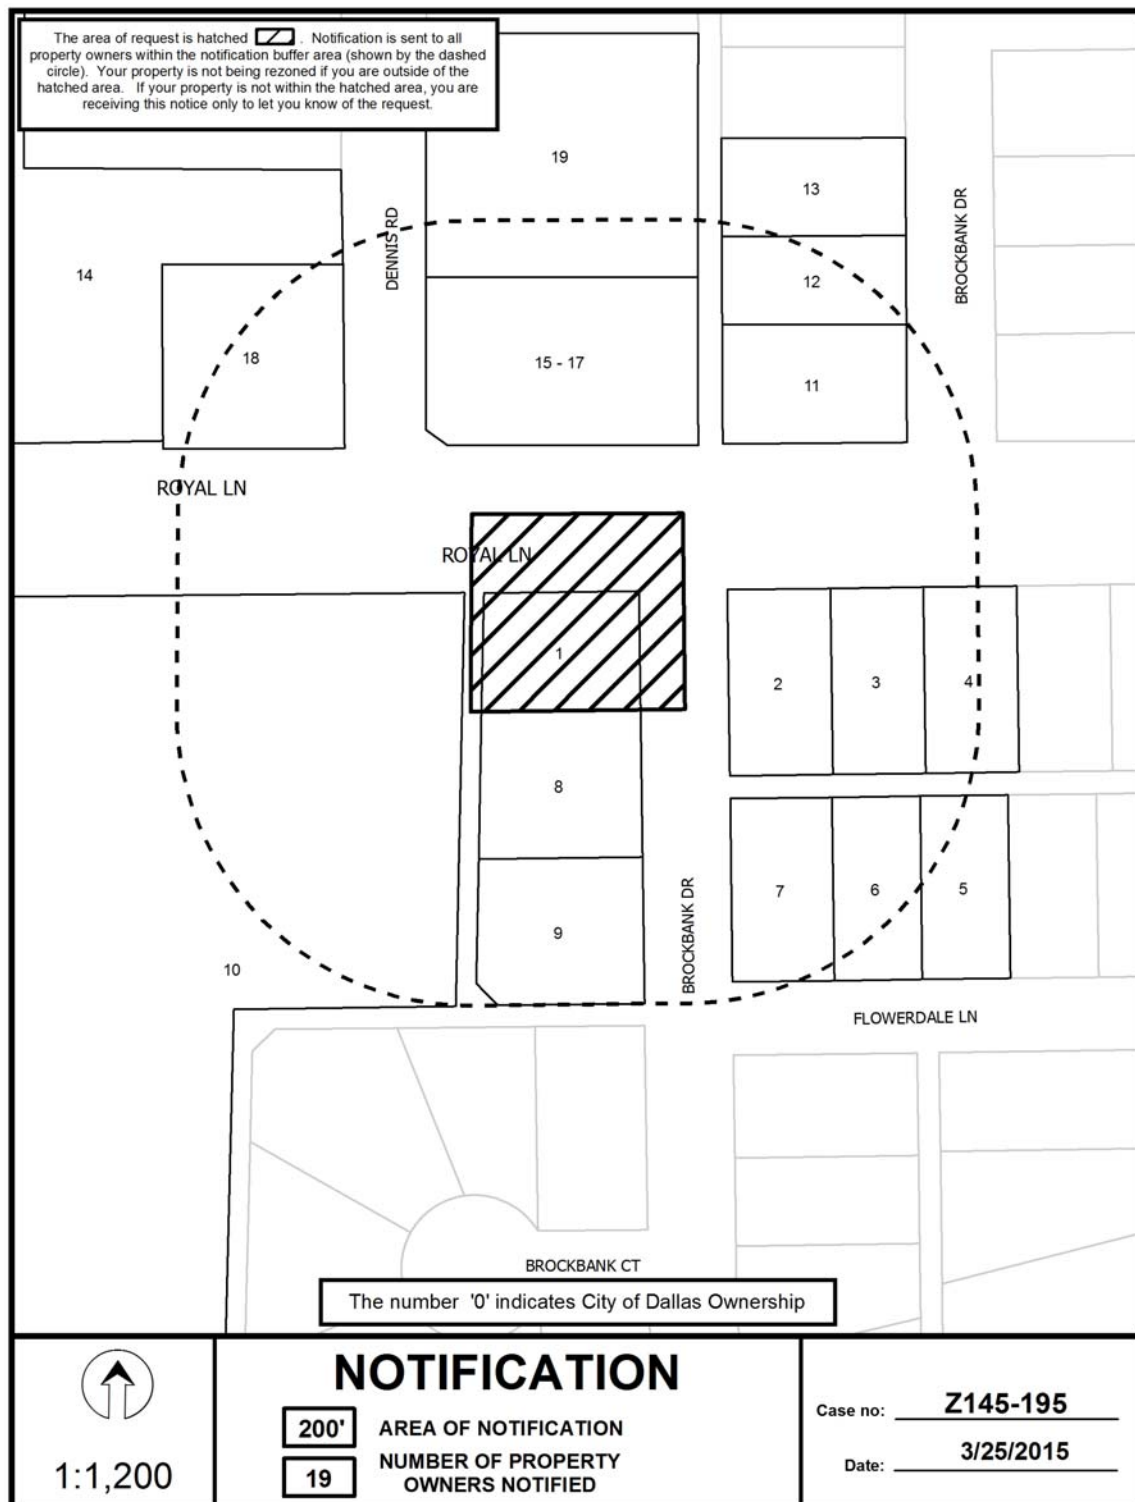 The area of request is hatched . Notification is sent to all
property owners within the notification buffer area (shown by the dashed
circle). Your property is not being rezoned if you are outside of the
hatched area. If your property is not within the hatched area, you are
receiving this notice only to let you know of the request.
19
13
DENNIS RD
BROCKBANK DR
14
12
18
15 - 17
11
ROYAL LN
ROYAL LN
1
2
3
4
8
7
6
5
BROCKBANK DR
9
10
FLOWERDALE LN
BROCKBANK CT
The number '0' indicates City of Dallas Ownership
1:1,200
NOTIFICATION
200' AREA OF NOTIFICATION
19 NUMBER OF PROPERTY
OWNERS NOTIFIED
Case no: Z145-195
Date: 3/25/2015